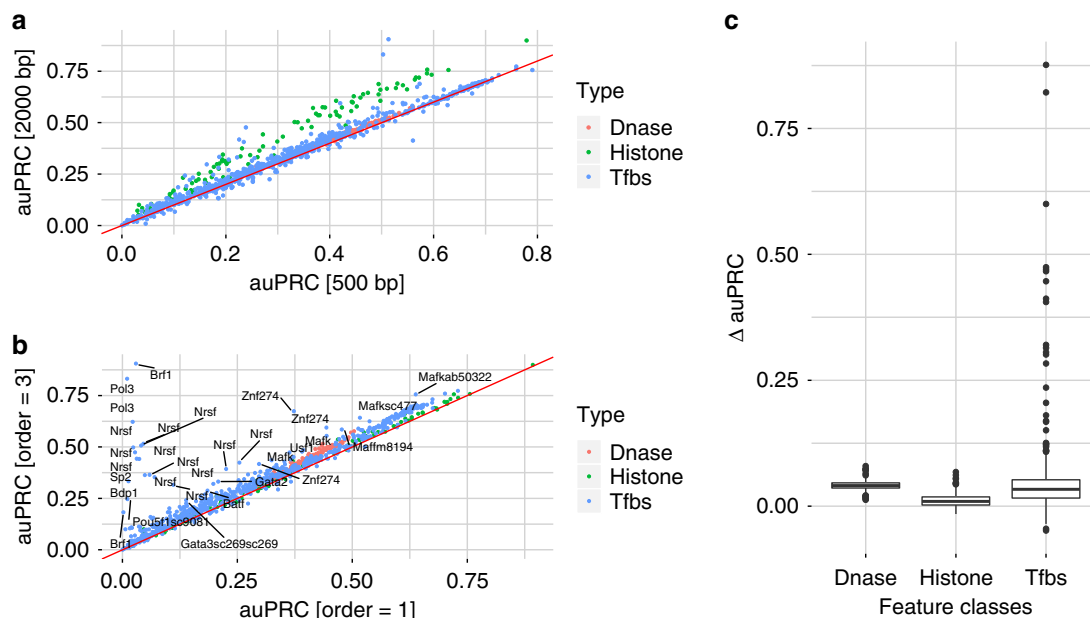 a
auPRC [2000 bp]
0.75
0.50
0.25
0.00
0.0 0.2 0.4 0.6 0.8
auPRC [500 bp]
Type
Dnase
Histone
Tfbs
b
auPRC [order = 3]
0.75
0.50
0.25
0.00
Brf1
Pol3
Pol3
Nrsf
Nrsf
Nrsf
Nrsf
Nrsf
Nrsf
Nrsf
Sp2
Bdp1
Nrsf
Nrsf
Nrsf
Nrsf
Nrsf
Znf274
Znf274
Mafkab50322
Mafksc477
Mafk
Usf1
Mafk
Maffm8194
Znf274
Gata2
Batf
Pou5f1sc9081
Brf1
Gata3sc269sc269
0.00 0.25 0.50 0.75
auPRC [order = 1]
Type
Dnase
Histone
Tfbs
c
Δ auPRC
0.75
0.50
0.25
0.00
Dnase Histone Tfbs
Feature classes